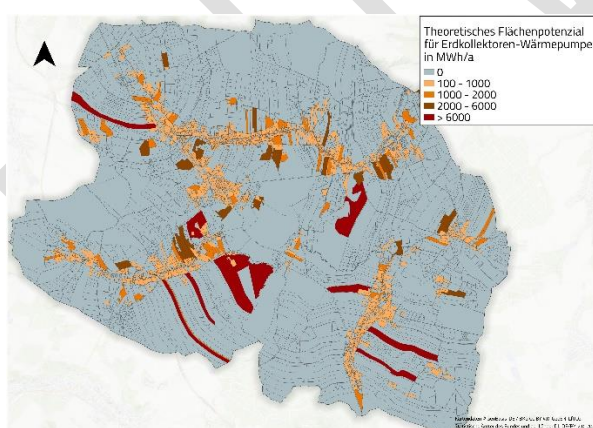 Theoretisches Flächenpotenzial
für Erdkollektoren-Wärmepumpe
in MWh/a
0
100 - 1000
1000 - 2000
2000 - 6000
> 6000